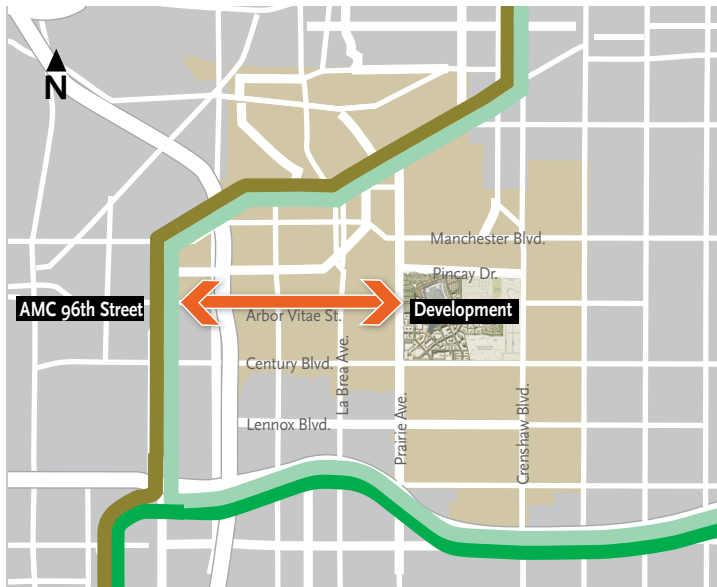 N
Manchester Blvd.
Pincay Dr.
AMC 96th Street
Arbor Vitae St.
Development
Century Blvd.
La Brea Ave.
Prairie Ave.
Crenshaw Blvd.
Lennox Blvd.